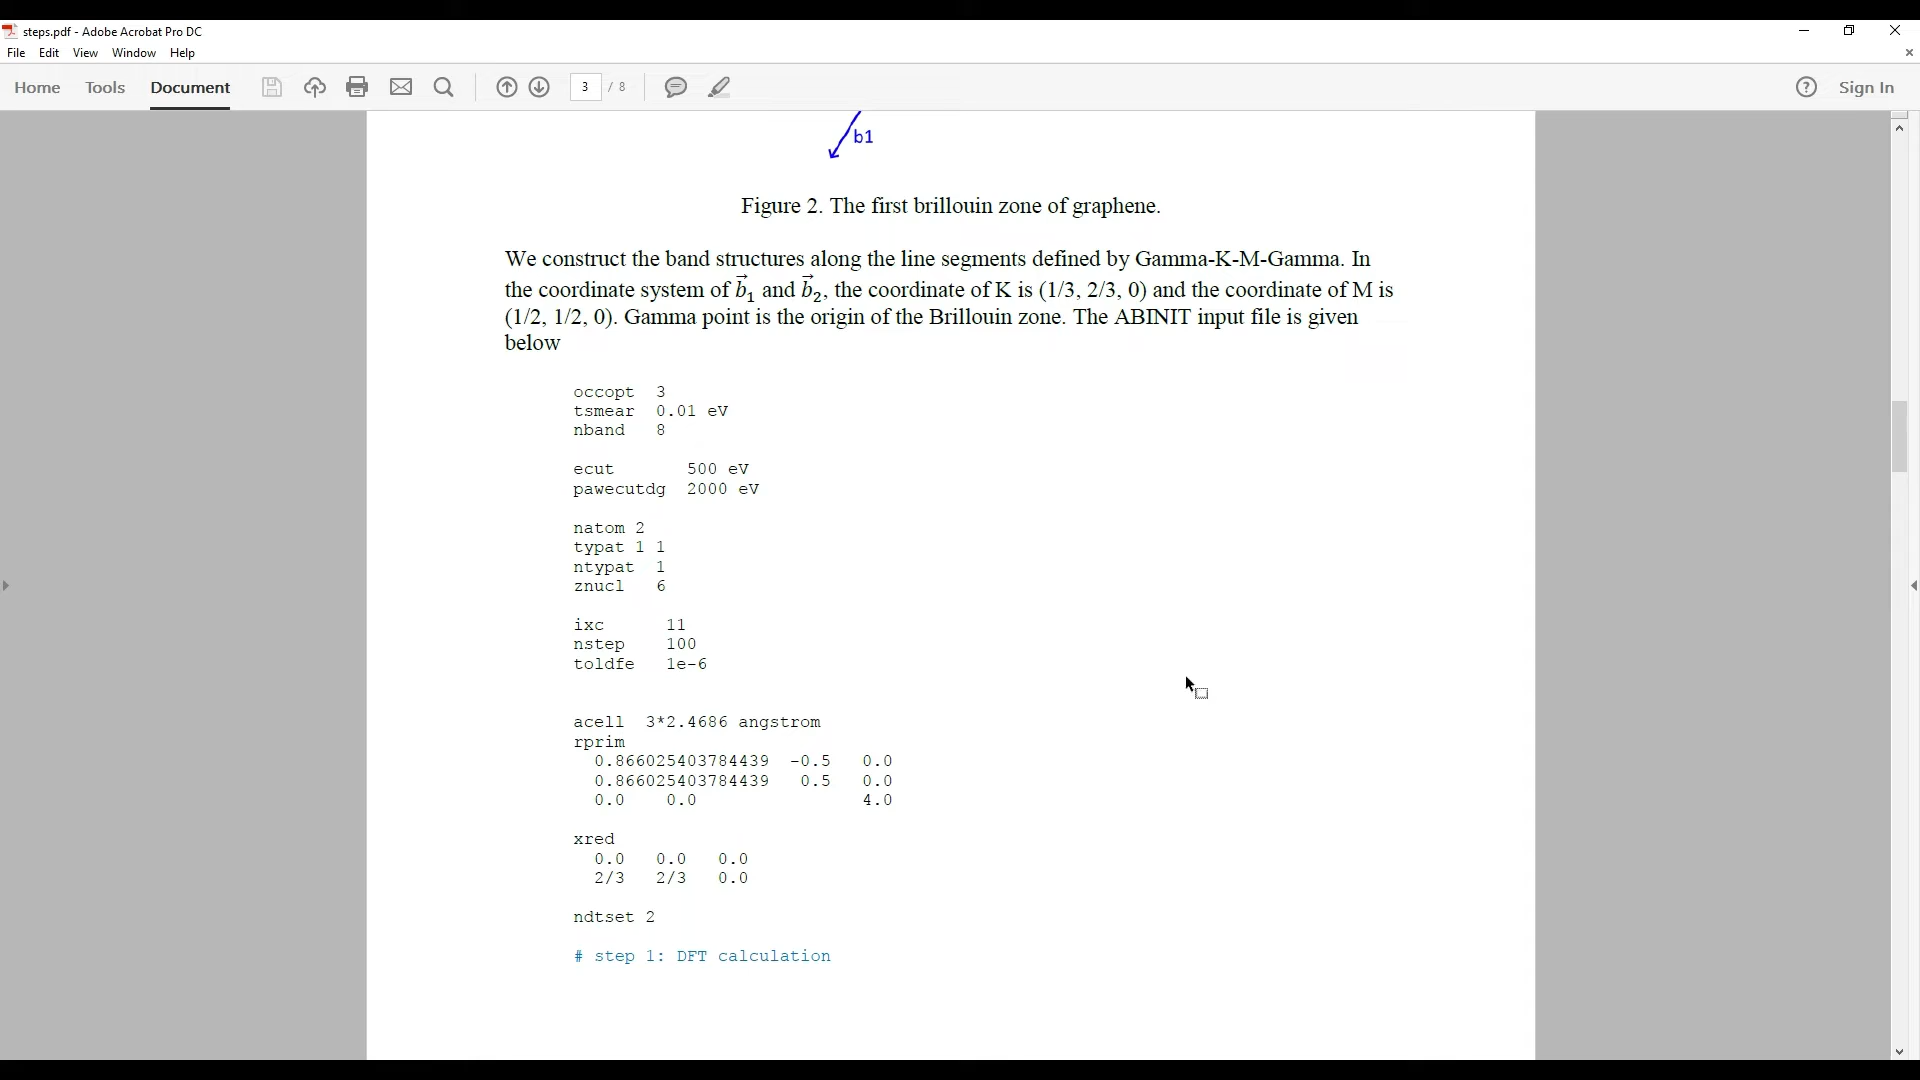 steps.pdf - Adobe Acrobat Pro DC
File Edit View Window Help
Home Tools Document 3 / 8 Sign In
b1
Figure 2. The first brillouin zone of graphene.
We construct the band structures along the line segments defined by Gamma-K-M-Gamma. In
the coordinate system of b⃗₁ and b⃗₂, the coordinate of K is (1/3, 2/3, 0) and the coordinate of M is
(1/2, 1/2, 0). Gamma point is the origin of the Brillouin zone. The ABINIT input file is given
below
occopt 3
tsmear 0.01 eV
nband 8
ecut 500 eV
pawecutdg 2000 eV
natom 2
typat 1 1
ntypat 1
znucl 6
ixc 11
nstep 100
toldfe 1e-6
acell 3*2.4686 angstrom
rprim
0.866025403784439 -0.5 0.0
0.866025403784439 0.5 0.0
0.0 0.0 4.0
xred
0.0 0.0 0.0
2/3 2/3 0.0
ndtset 2
# step 1: DFT calculation